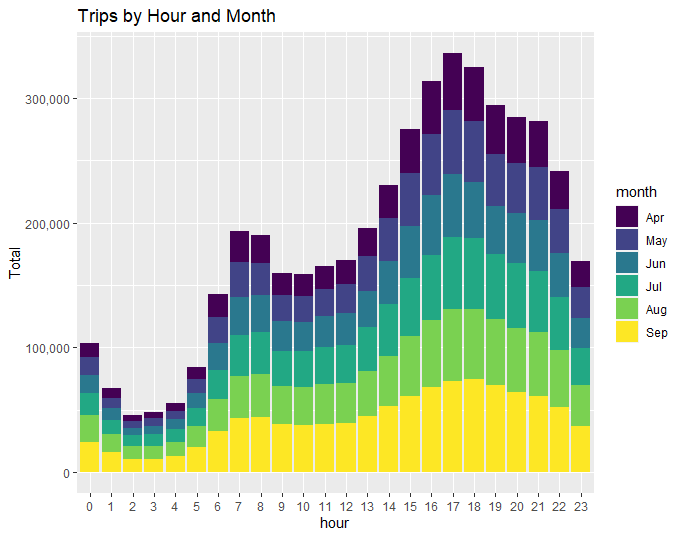 Trips by Hour and Month
300,000
200,000
100,000
0
Total
0 1 2 3 4 5 6 7 8 9 10 11 12 13 14 15 16 17 18 19 20 21 22 23
hour
month
Apr
May
Jun
Jul
Aug
Sep